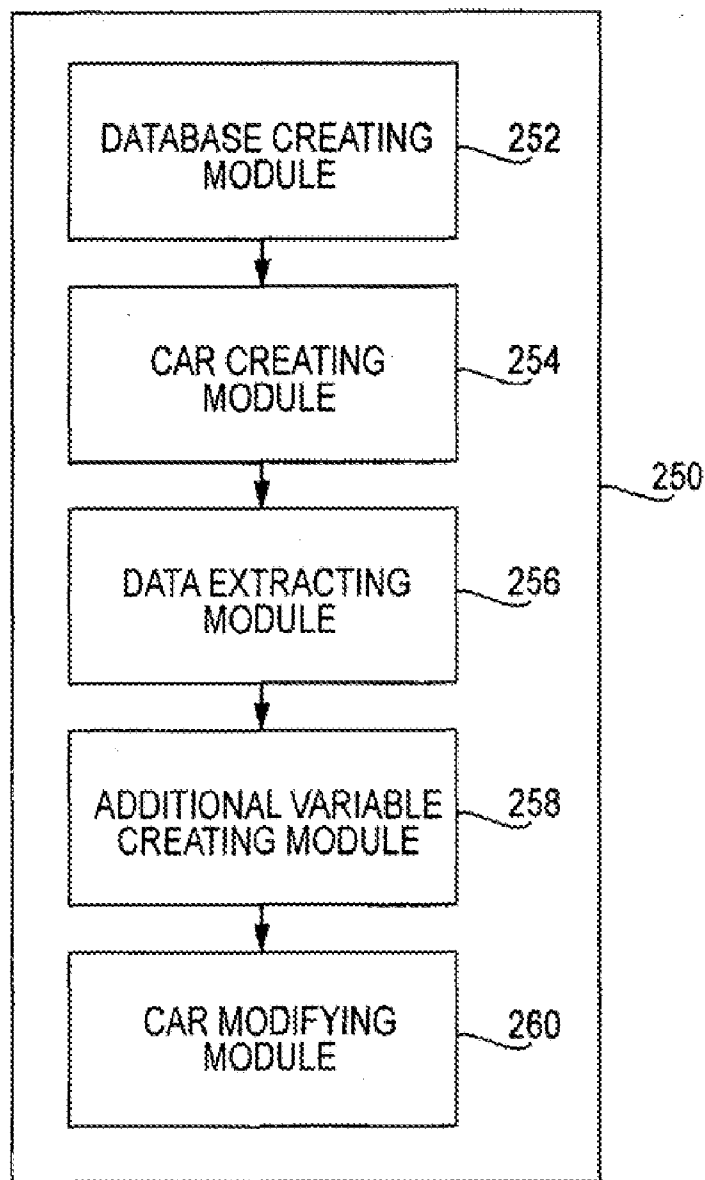 DATABASE CREATING
MODULE
252
CAR CREATING
MODULE
254
250
DATA EXTRACTING
MODULE
256
ADDITIONAL VARIABLE
CREATING MODULE
258
CAR MODIFYING
MODULE
260